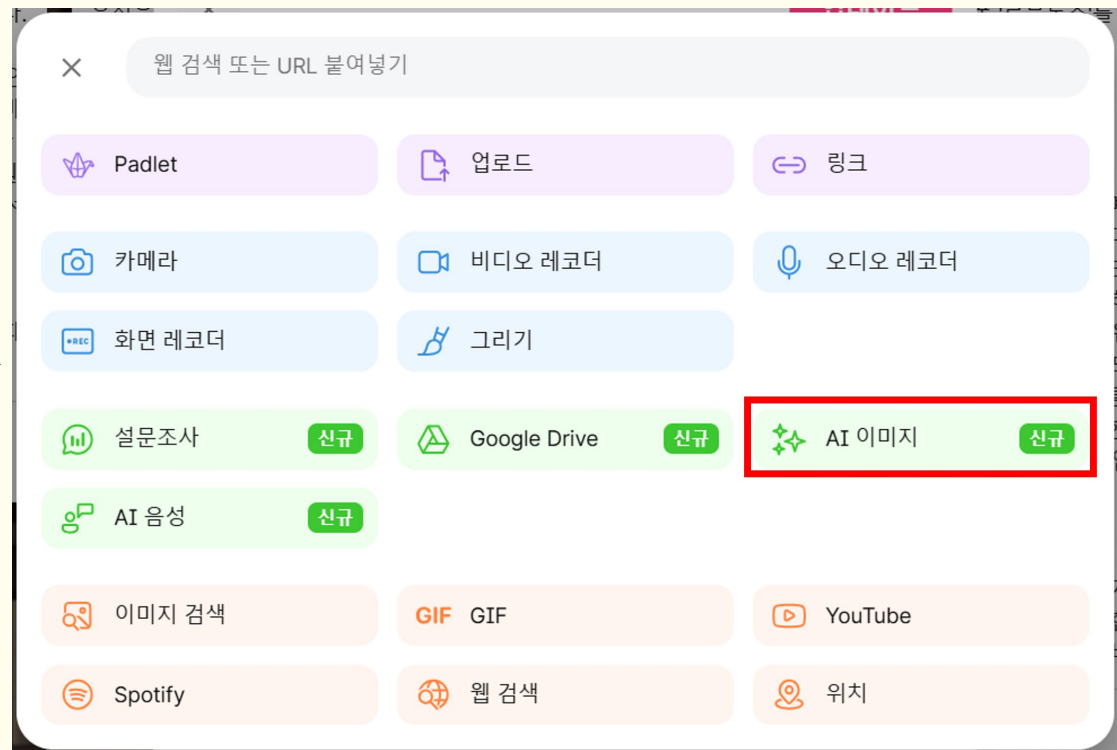 웹 검색 또는 URL 붙여넣기
Padlet
업로드
링크
카메라
비디오 레코더
오디오 레코더
REC
화면 레코더
그리기
설문조사
신규
Google Drive
신규
AI 이미지
신규
AI 음성
신규
이미지 검색
GIF
GIF
YouTube
Spotify
웹 검색
위치